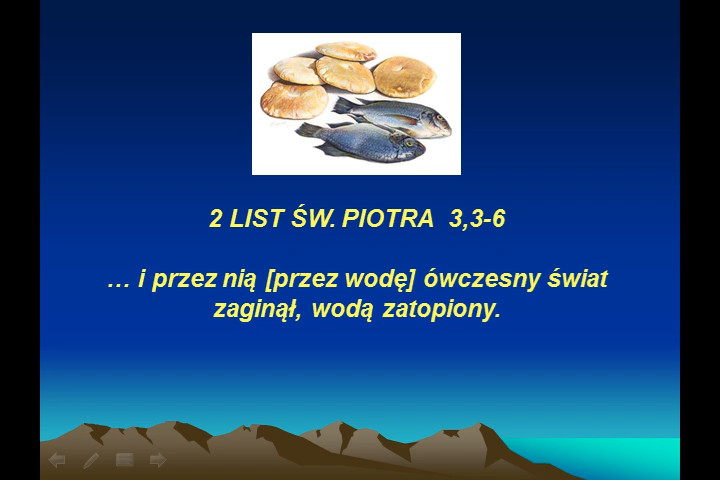 2 LIST ŚW. PIOTRA 3,3-6
… i przez nią [przez wodę] ówczesny świat
zaginął, wodą zatopiony.